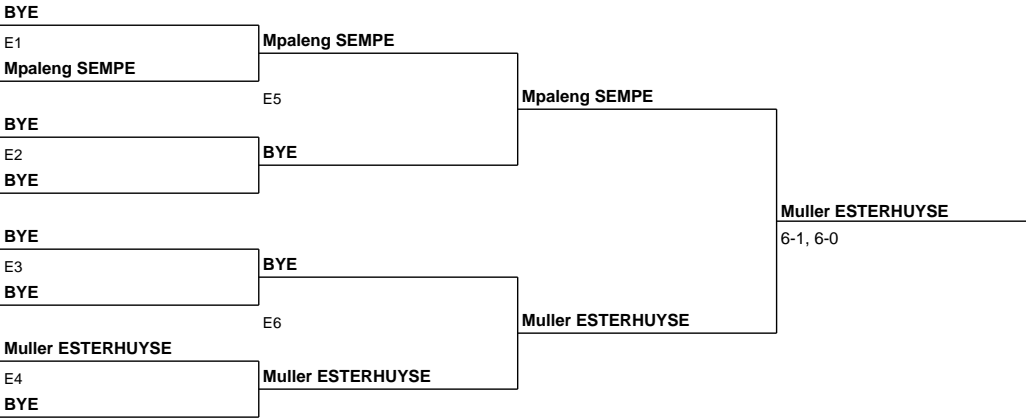 BYE
E1
Mpaleng SEMPE
Mpaleng SEMPE
E5
BYE
E2
BYE
BYE
Mpaleng SEMPE
BYE
E3
BYE
BYE
E6
Muller ESTERHUYSE
E4
BYE
Muller ESTERHUYSE
Muller ESTERHUYSE
Muller ESTERHUYSE
6-1, 6-0